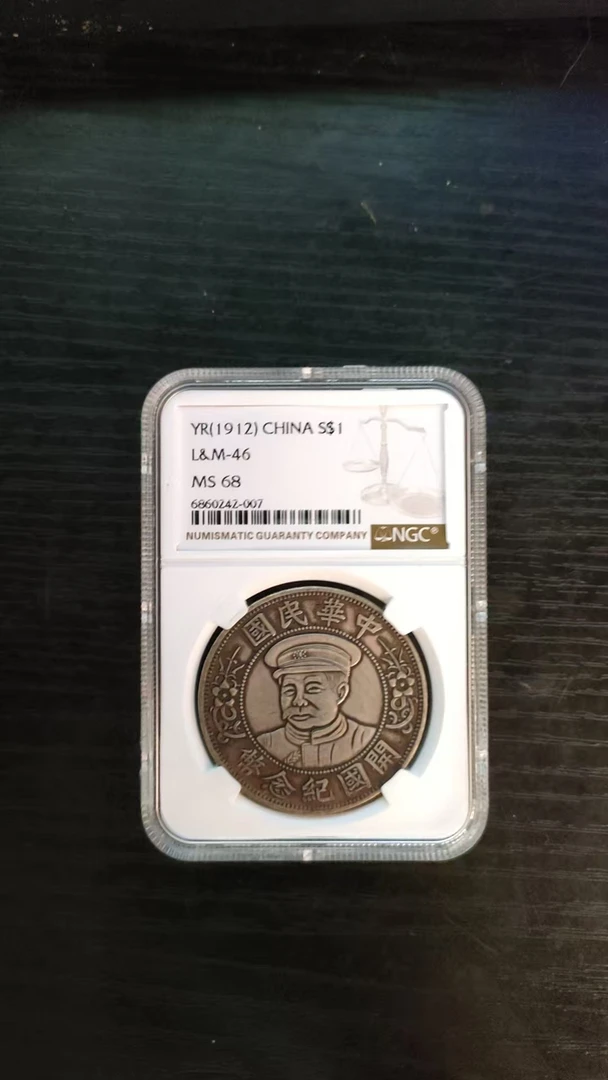 YR(1912) CHINA S$1
L&M-46
MS 68
6860242-007
NUMISMATIC GUARANTY COMPANY
NGC®
中華民國
開國紀念幣